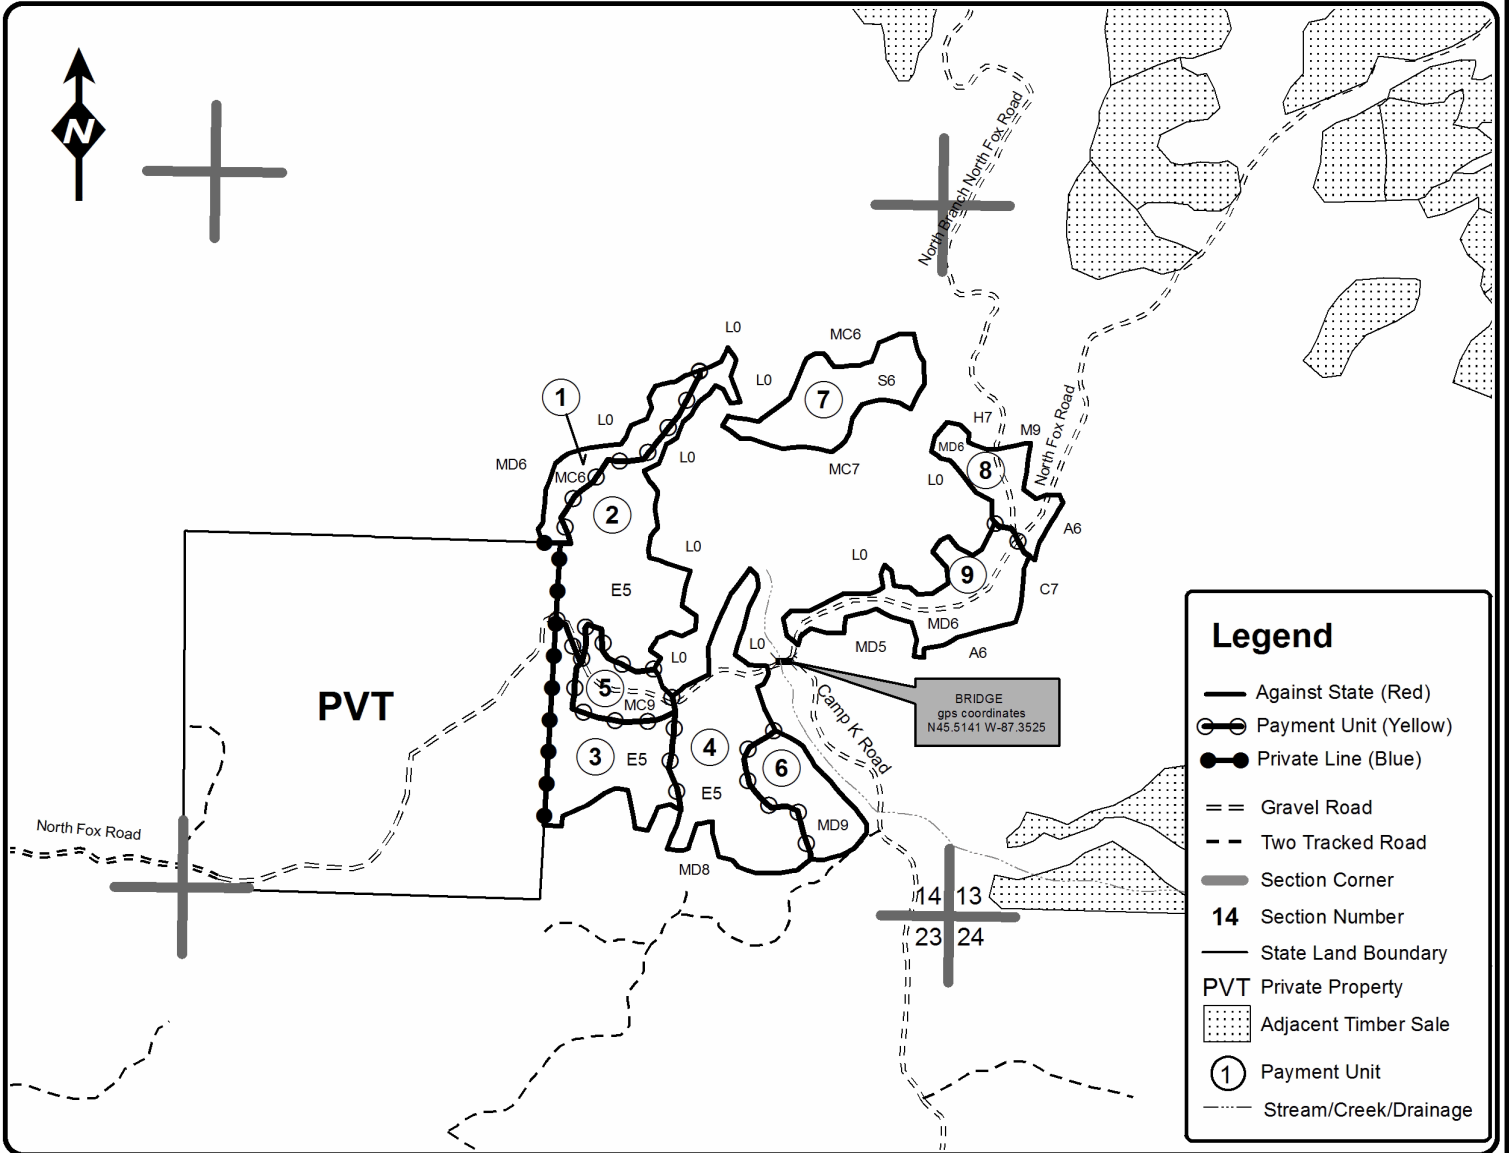 N
North Branch North Fox Road
L0
MC6
L0
S6
1
7
L0
H7
M9
North Fox Road
MD6
L0
MC7
MD6
8
MC6
L0
2
A6
L0
L0
9
E5
C7
MD6
L0
MD5
A6
L0
5
PVT
MC9
Camp K Road
BRIDGE
gps coordinates
N45.5141 W-87.3525
3
E5
4
6
E5
MD9
North Fox Road
MD8
14 13
23 24
Legend
Against State (Red)
Payment Unit (Yellow)
Private Line (Blue)
Gravel Road
Two Tracked Road
Section Corner
14 Section Number
State Land Boundary
PVT Private Property
Adjacent Timber Sale
1 Payment Unit
Stream/Creek/Drainage